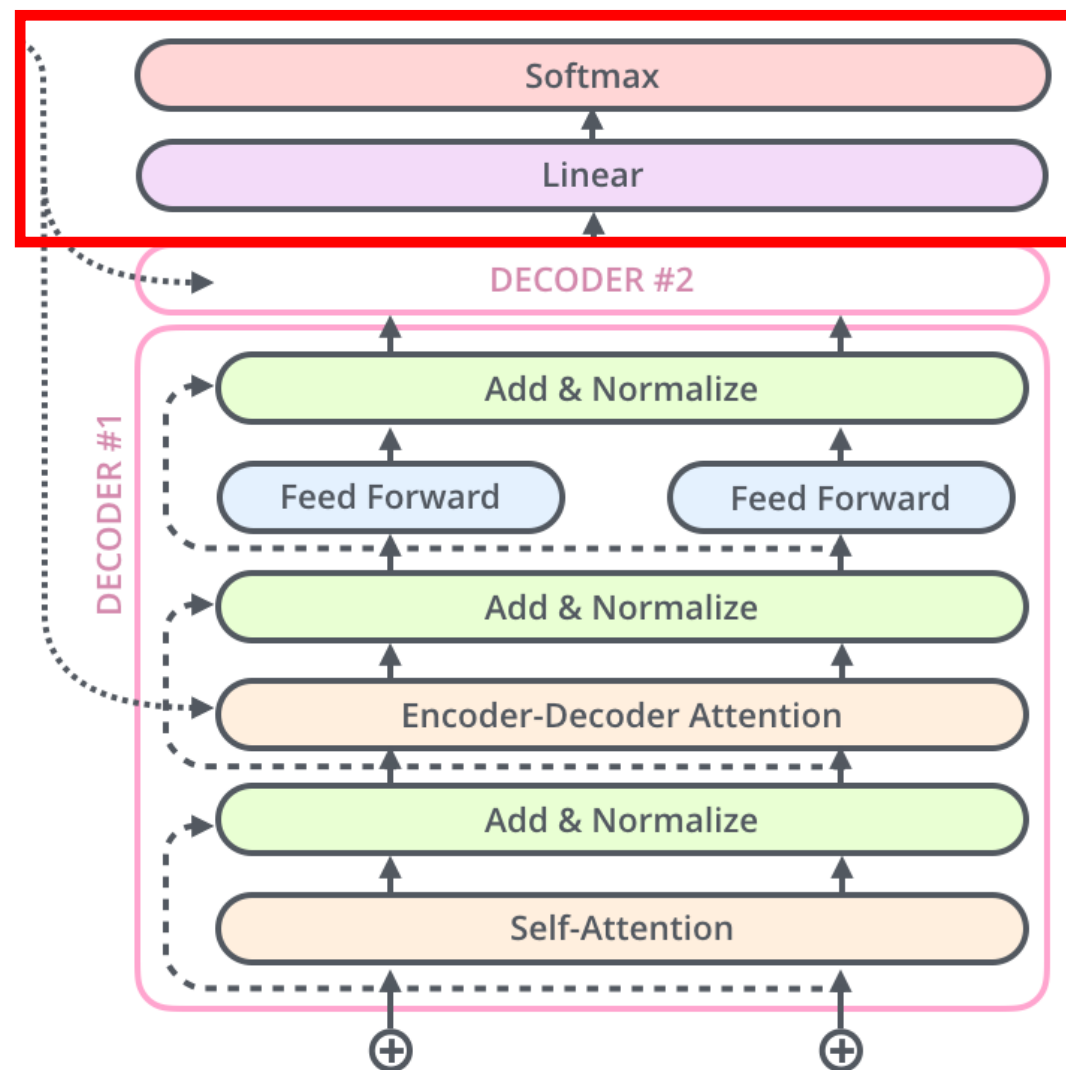 Softmax
Linear
DECODER #2
DECODER #1
Add & Normalize
Feed Forward
Feed Forward
Add & Normalize
Encoder-Decoder Attention
Add & Normalize
Self-Attention